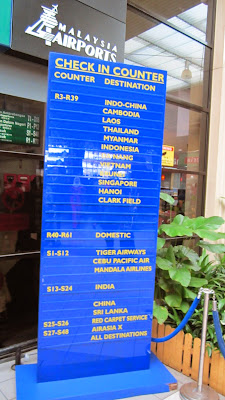 MALAYSIA
AIRPORTS
CHECK IN COUNTER
COUNTER DESTINATION
R3-R39 INDO-CHINA
CAMBODIA
LAOS
THAILAND
MYANMAR
INDONESIA
PENANG
VIETNAM
BRUNEI
SINGAPORE
HANOI
CLARK FIELD
R40-R61 DOMESTIC
S1-S12 TIGER AIRWAYS
CEBU PACIFIC AIR
MANDALA AIRLINES
S13-S24 INDIA
CHINA
SRI LANKA
S25-S26 RED CARPET SERVICE
S27-S48 AIRASIA X
ALL DESTINATIONS